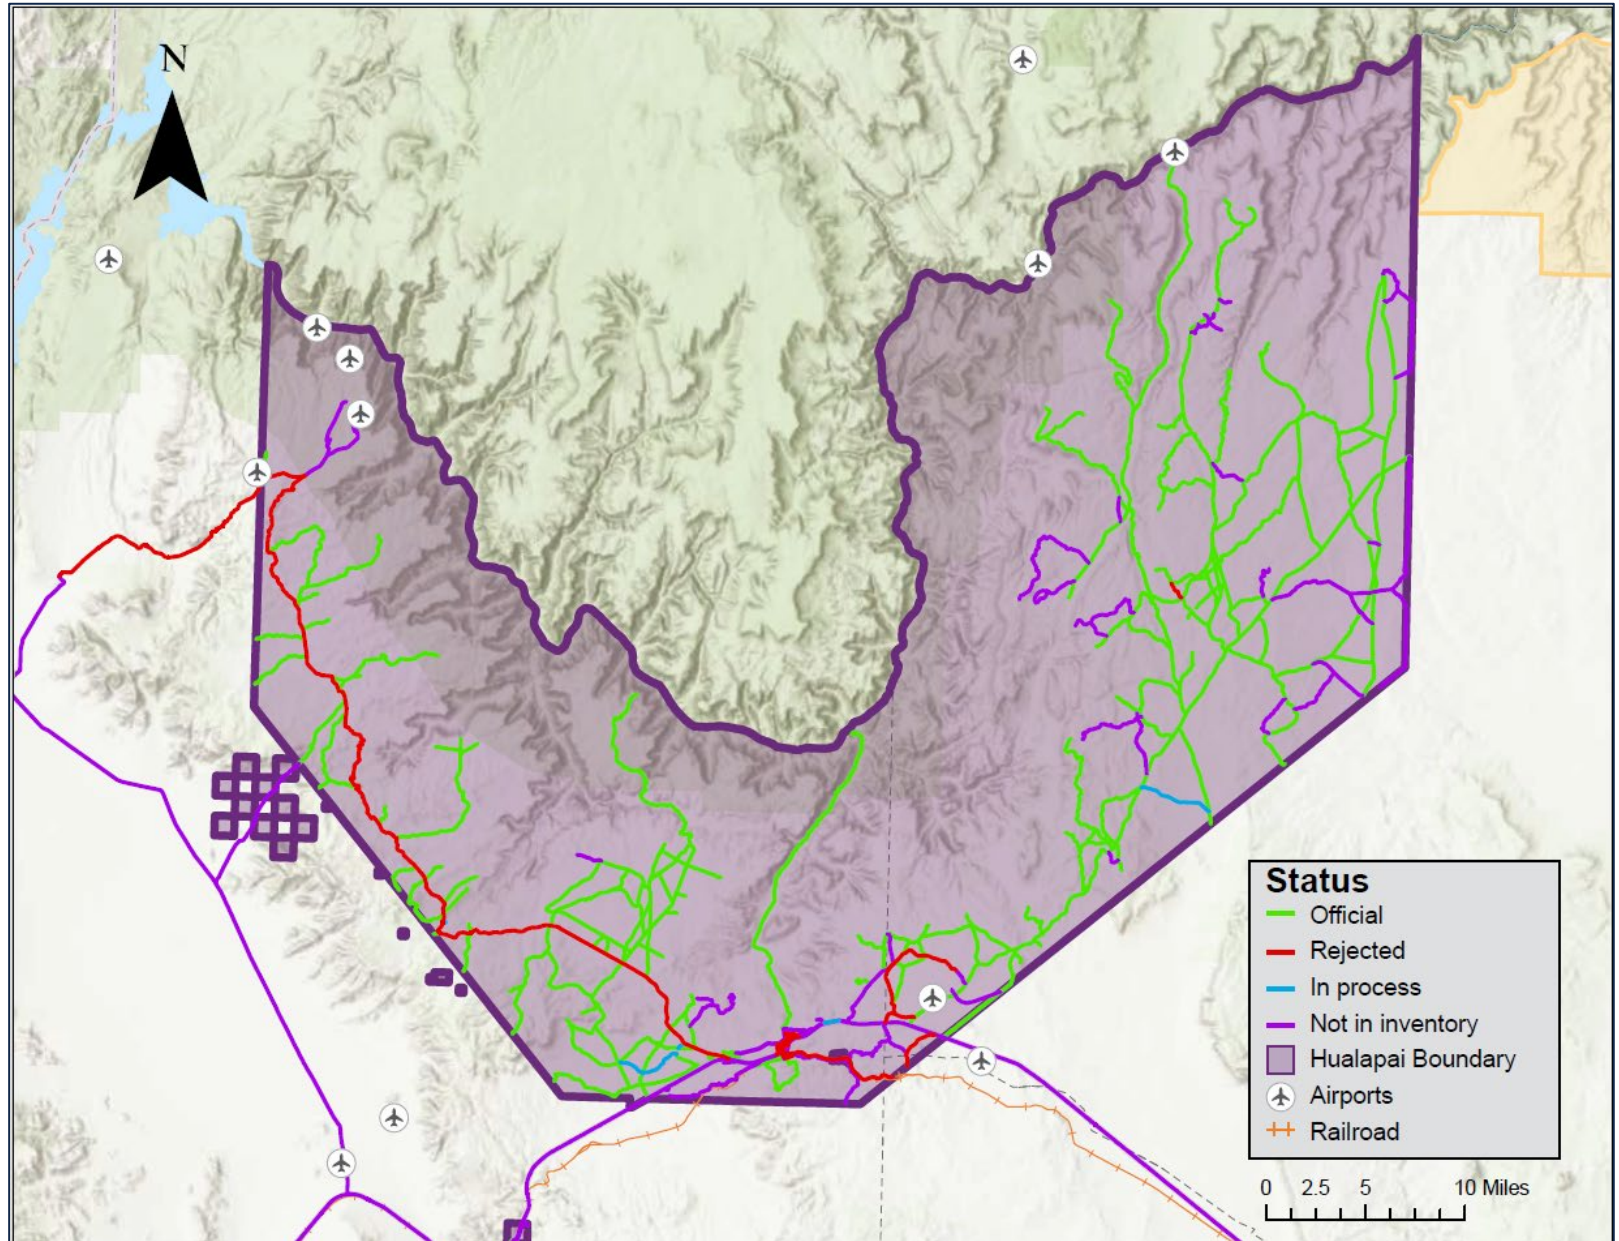 N
Status
Official
Rejected
In process
Not in inventory
Hualapai Boundary
Airports
Railroad
0 2.5 5 10 Miles